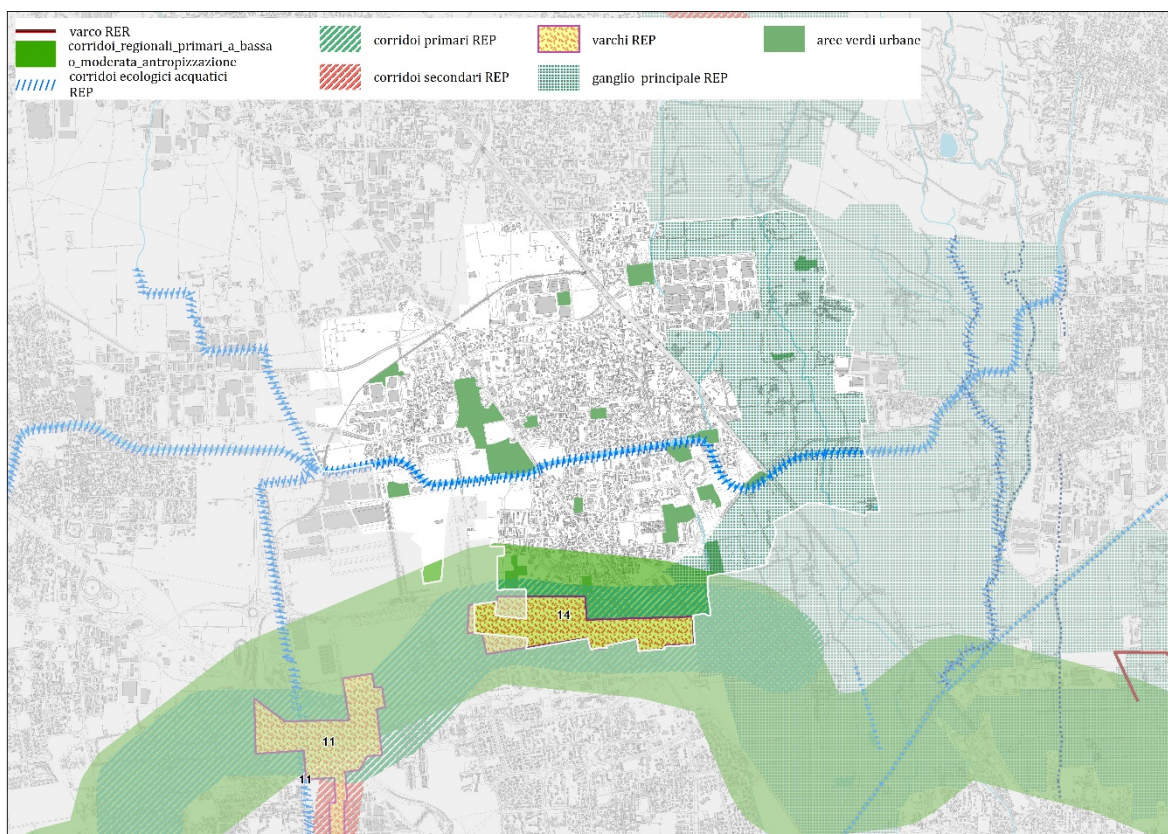 varco RER
corridoi_regionali_primari_a_bassa
o_moderata_antropizzazione
corridoi ecologici acquatici
REP
corridoi primari REP
corridoi secondari REP
varchi REP
ganglio principale REP
aree verdi urbane
14
11
11